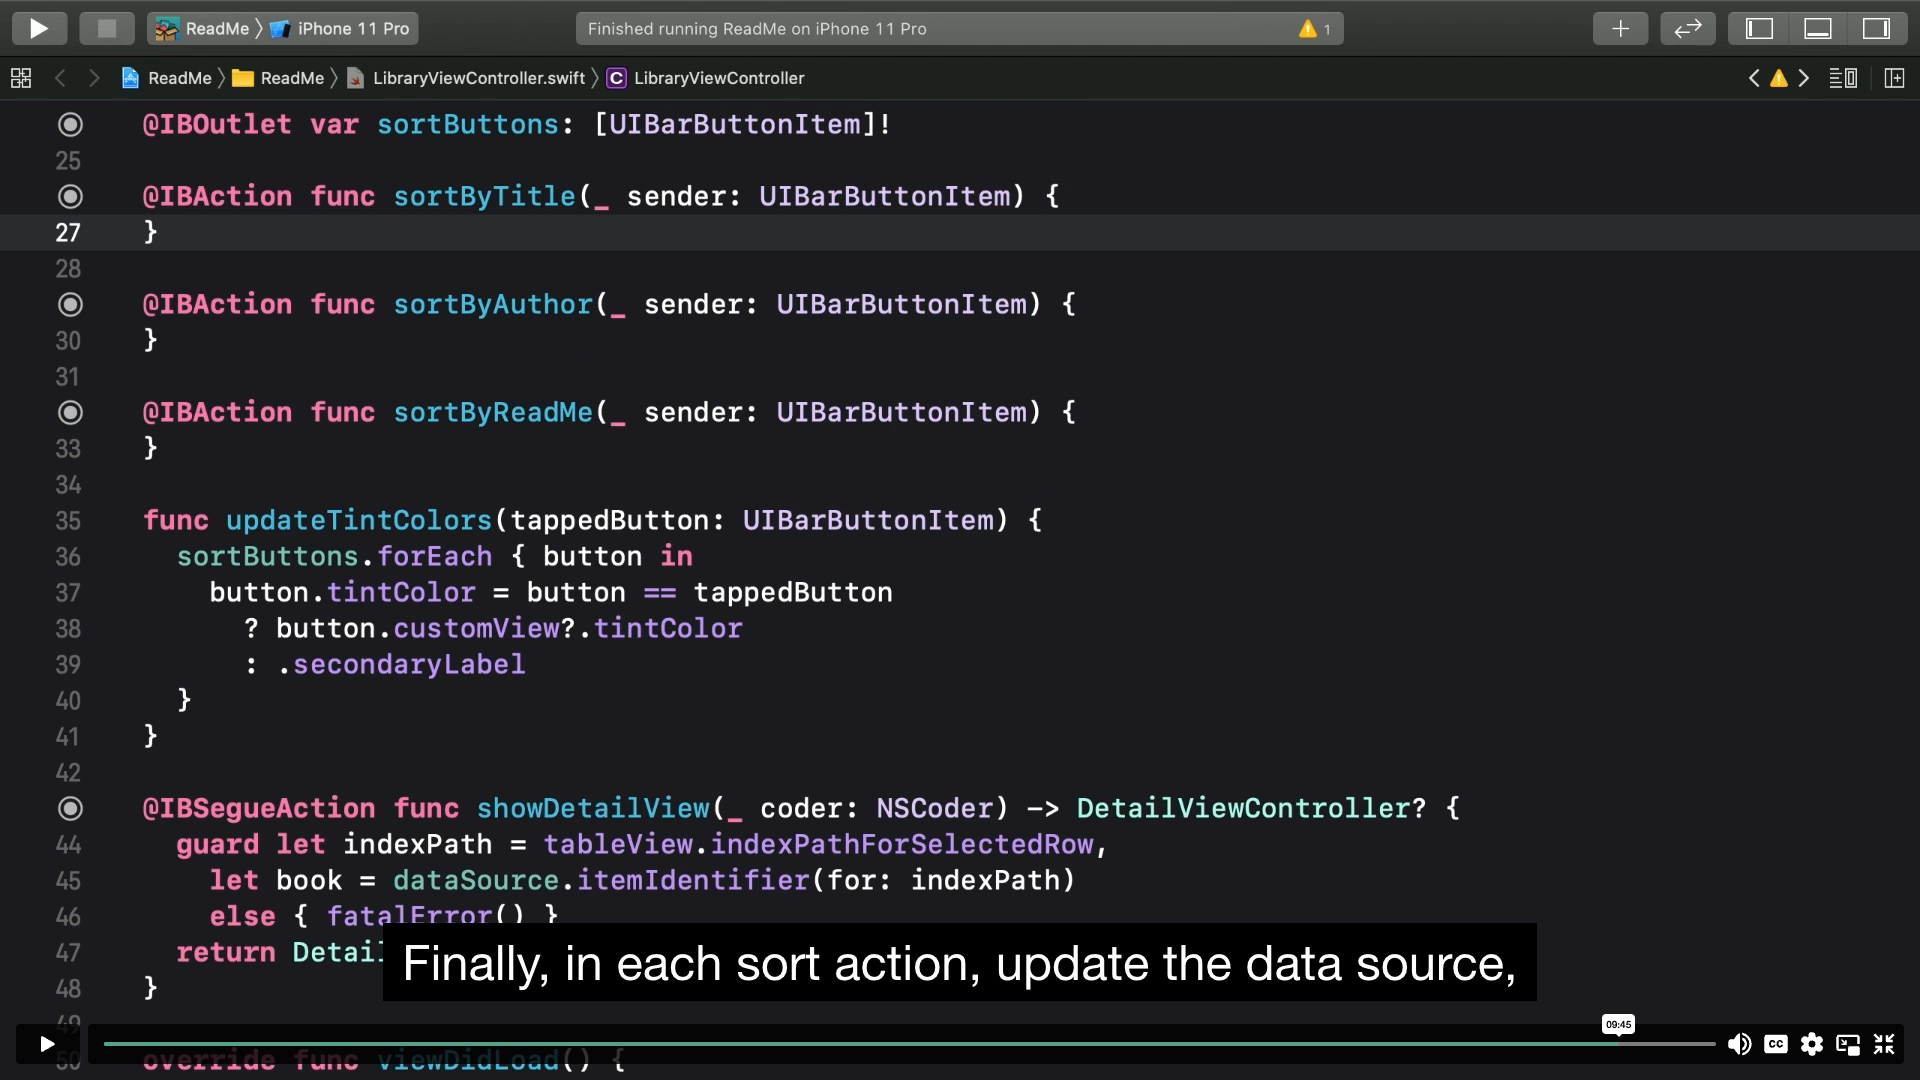 ReadMe 〉 iPhone 11 Pro
Finished running ReadMe on iPhone 11 Pro
1
ReadMe 〉 ReadMe 〉 LibraryViewController.swift 〉 C LibraryViewController
@IBOutlet var sortButtons: [UIBarButtonItem]!
25
@IBAction func sortByTitle(_ sender: UIBarButtonItem) {
27 }
28
@IBAction func sortByAuthor(_ sender: UIBarButtonItem) {
30 }
31
@IBAction func sortByReadMe(_ sender: UIBarButtonItem) {
33 }
34
35 func updateTintColors(tappedButton: UIBarButtonItem) {
36 sortButtons.forEach { button in
37 button.tintColor = button == tappedButton
38 ? button.customView?.tintColor
39 : .secondaryLabel
40 }
41 }
42
@IBSegueAction func showDetailView(_ coder: NSCoder) -> DetailViewController? {
44 guard let indexPath = tableView.indexPathForSelectedRow,
45 let book = dataSource.itemIdentifier(for: indexPath)
46 else { fatalError() }
47 return Detail
Finally, in each sort action, update the data source,
48 }
49
09:45
CC
50 override func viewDidLoad() {